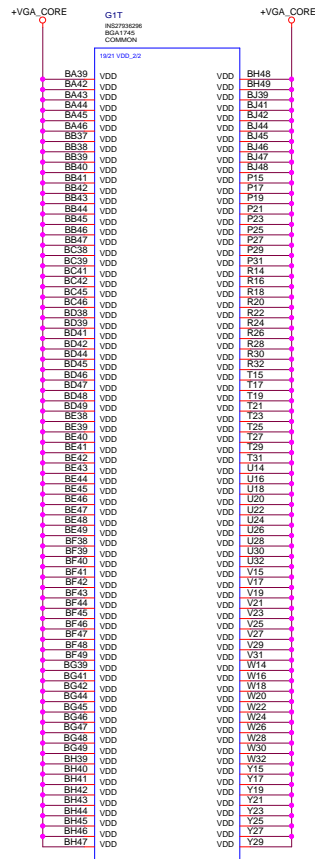 +VGA_CORE +VGA_CORE
G1T
INS27936296
BGA1745
COMMON
19/21 VDD_2/2
BA39 VDD VDD BH48
BA42 VDD VDD BH49
BA43 VDD VDD BJ39
BA44 VDD VDD BJ41
BA45 VDD VDD BJ42
BA46 VDD VDD BJ44
BB37 VDD VDD BJ45
BB38 VDD VDD BJ46
BB39 VDD VDD BJ47
BB40 VDD VDD BJ48
BB41 VDD VDD P15
BB42 VDD VDD P17
BB43 VDD VDD P19
BB44 VDD VDD P21
BB45 VDD VDD P23
BB46 VDD VDD P25
BB47 VDD VDD P27
BC38 VDD VDD P29
BC39 VDD VDD P31
BC41 VDD VDD R14
BC42 VDD VDD R16
BC45 VDD VDD R18
BC46 VDD VDD R20
BD38 VDD VDD R22
BD39 VDD VDD R24
BD41 VDD VDD R26
BD42 VDD VDD R28
BD44 VDD VDD R30
BD45 VDD VDD R32
BD46 VDD VDD T15
BD47 VDD VDD T17
BD48 VDD VDD T19
BD49 VDD VDD T21
BE38 VDD VDD T23
BE39 VDD VDD T25
BE40 VDD VDD T27
BE41 VDD VDD T29
BE42 VDD VDD T31
BE43 VDD VDD U14
BE44 VDD VDD U16
BE45 VDD VDD U18
BE46 VDD VDD U20
BE47 VDD VDD U22
BE48 VDD VDD U24
BE49 VDD VDD U26
BF38 VDD VDD U28
BF39 VDD VDD U30
BF40 VDD VDD U32
BF41 VDD VDD V15
BF42 VDD VDD V17
BF43 VDD VDD V19
BF44 VDD VDD V21
BF45 VDD VDD V23
BF46 VDD VDD V25
BF47 VDD VDD V27
BF48 VDD VDD V29
BF49 VDD VDD V31
BG39 VDD VDD W14
BG41 VDD VDD W16
BG42 VDD VDD W18
BG44 VDD VDD W20
BG45 VDD VDD W22
BG46 VDD VDD W24
BG47 VDD VDD W26
BG48 VDD VDD W28
BG49 VDD VDD W30
BH39 VDD VDD W32
BH40 VDD VDD Y15
BH41 VDD VDD Y17
BH42 VDD VDD Y19
BH43 VDD VDD Y21
BH44 VDD VDD Y23
BH45 VDD VDD Y25
BH46 VDD VDD Y27
BH47 VDD VDD Y29